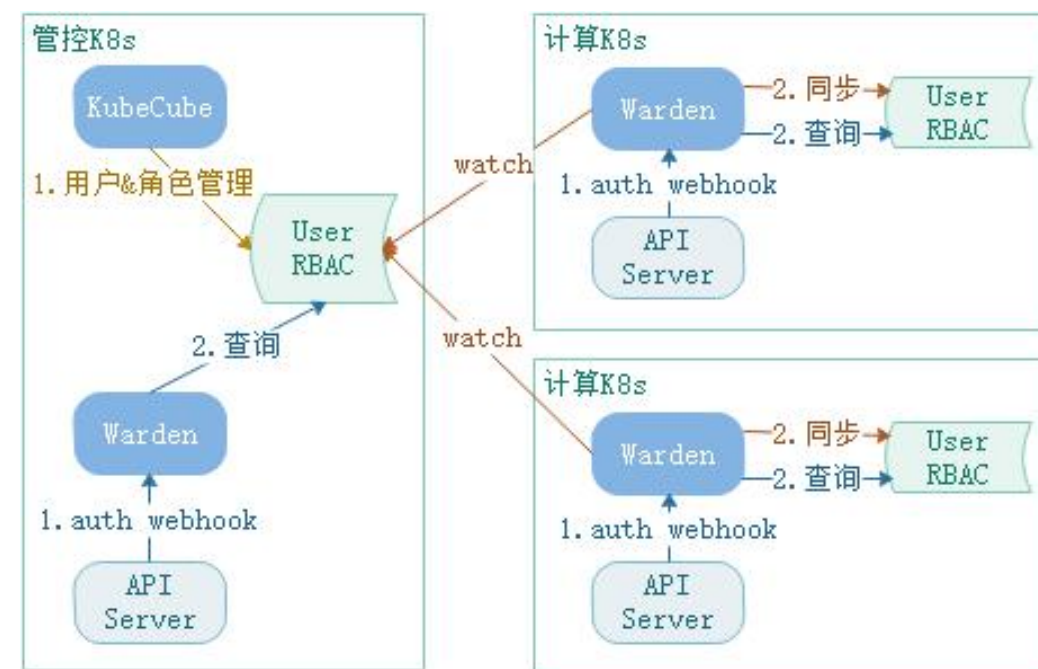 管控K8s
KubeCube
1.用户&角色管理
User
RBAC
2.查询
Warden
1.auth webhook
API
Server
watch
watch
计算K8s
Warden
2.同步
2.查询
User
RBAC
1.auth webhook
API
Server
计算K8s
Warden
2.同步
2.查询
User
RBAC
1.auth webhook
API
Server